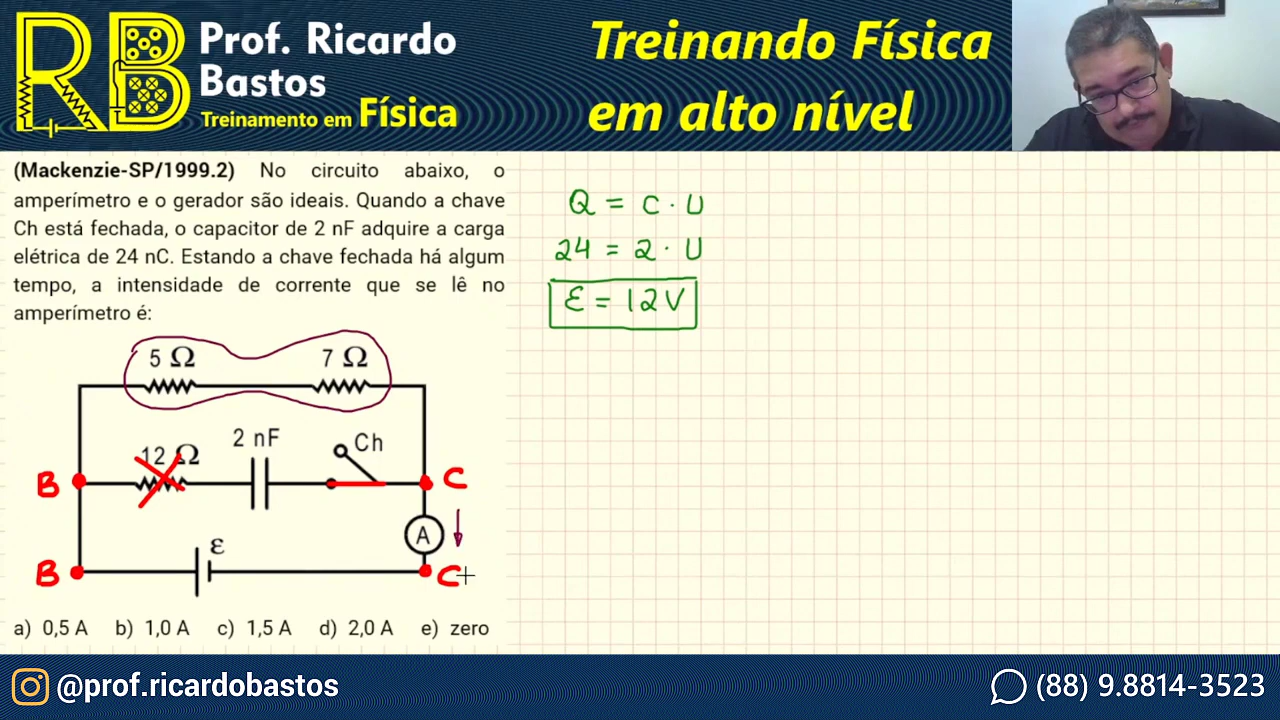 RB
Prof. Ricardo
Bastos
Treinamento em Física
Treinando Física
em alto nível
(Mackenzie-SP/1999.2) No circuito abaixo, o
amperímetro e o gerador são ideais. Quando a chave
Ch está fechada, o capacitor de 2 nF adquire a carga
elétrica de 24 nC. Estando a chave fechada há algum
tempo, a intensidade de corrente que se lê no
amperímetro é:
5 Ω 7 Ω
12 Ω 2 nF Ch
B C
A
ε
B C
a) 0,5 A b) 1,0 A c) 1,5 A d) 2,0 A e) zero
Q = C · U
24 = 2 · U
ε = 12V
@prof.ricardobastos
(88) 9.8814-3523